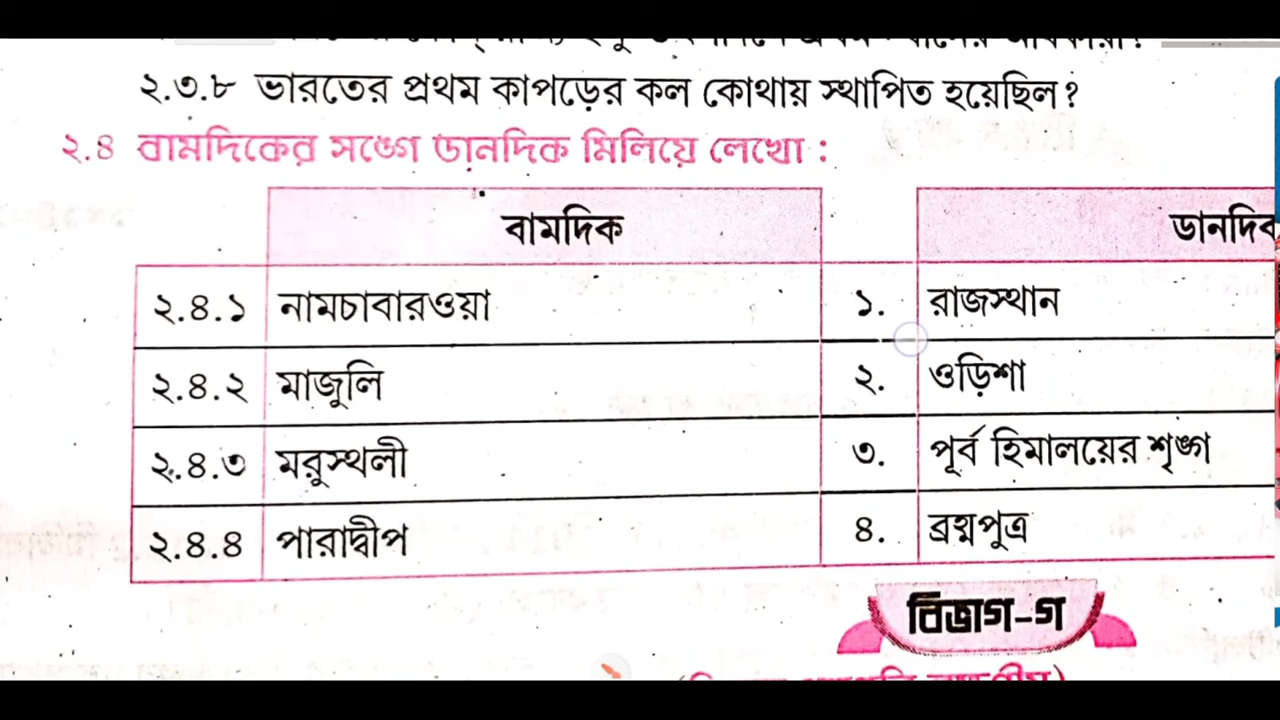 ২.৩.৮ ভারতের প্রথম কাপড়ের কল কোথায় স্থাপিত হয়েছিল?
২.৪ বামদিকের সঙ্গে ডানদিক মিলিয়ে লেখো :
বামদিক ডানদিক
২.৪.১ নামচাবারওয়া ১. রাজস্থান
২.৪.২ মাজুলি ২. ওড়িশা
২.৪.৩ মরুস্থলী ৩. পূর্ব হিমালয়ের শৃঙ্গ
২.৪.৪ পারাদ্বীপ ৪. ব্রহ্মপুত্র
বিভাগ-গ